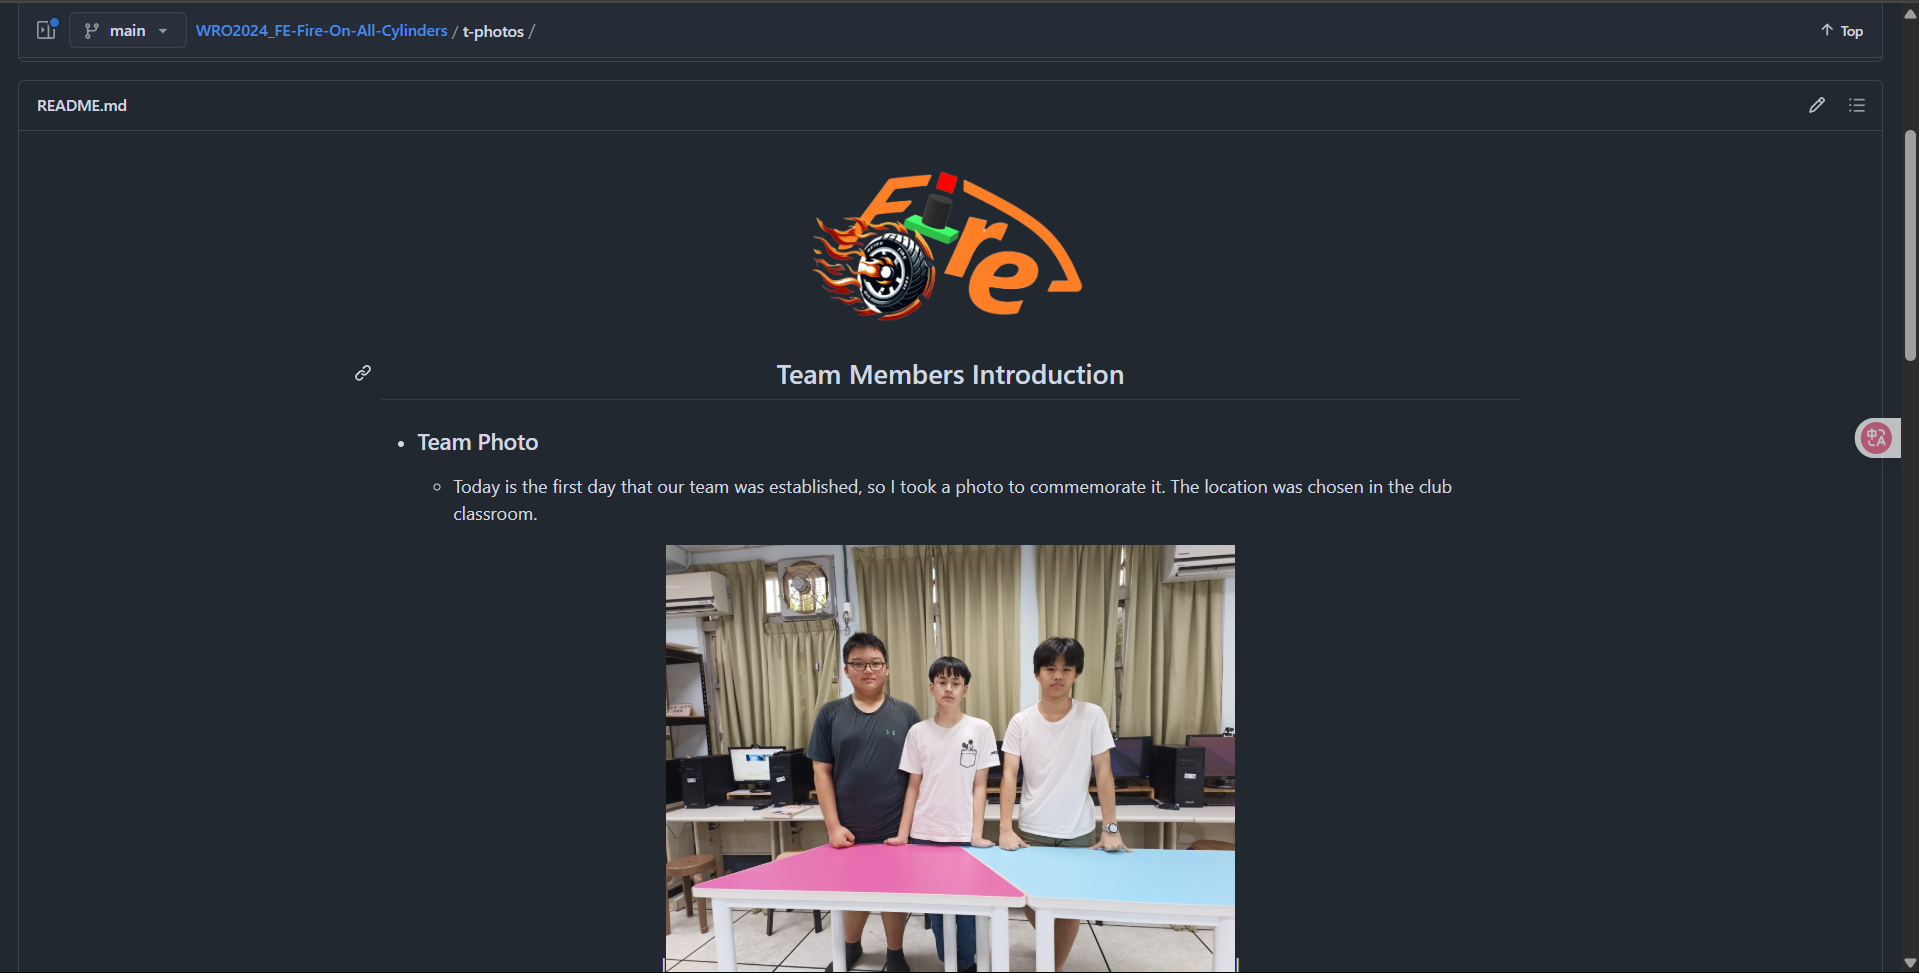 main
WRO2024_FE-Fire-On-All-Cylinders / t-photos /
Top
README.md
Fire
Team Members Introduction
Team Photo
Today is the first day that our team was established, so I took a photo to commemorate it. The location was chosen in the club
classroom.